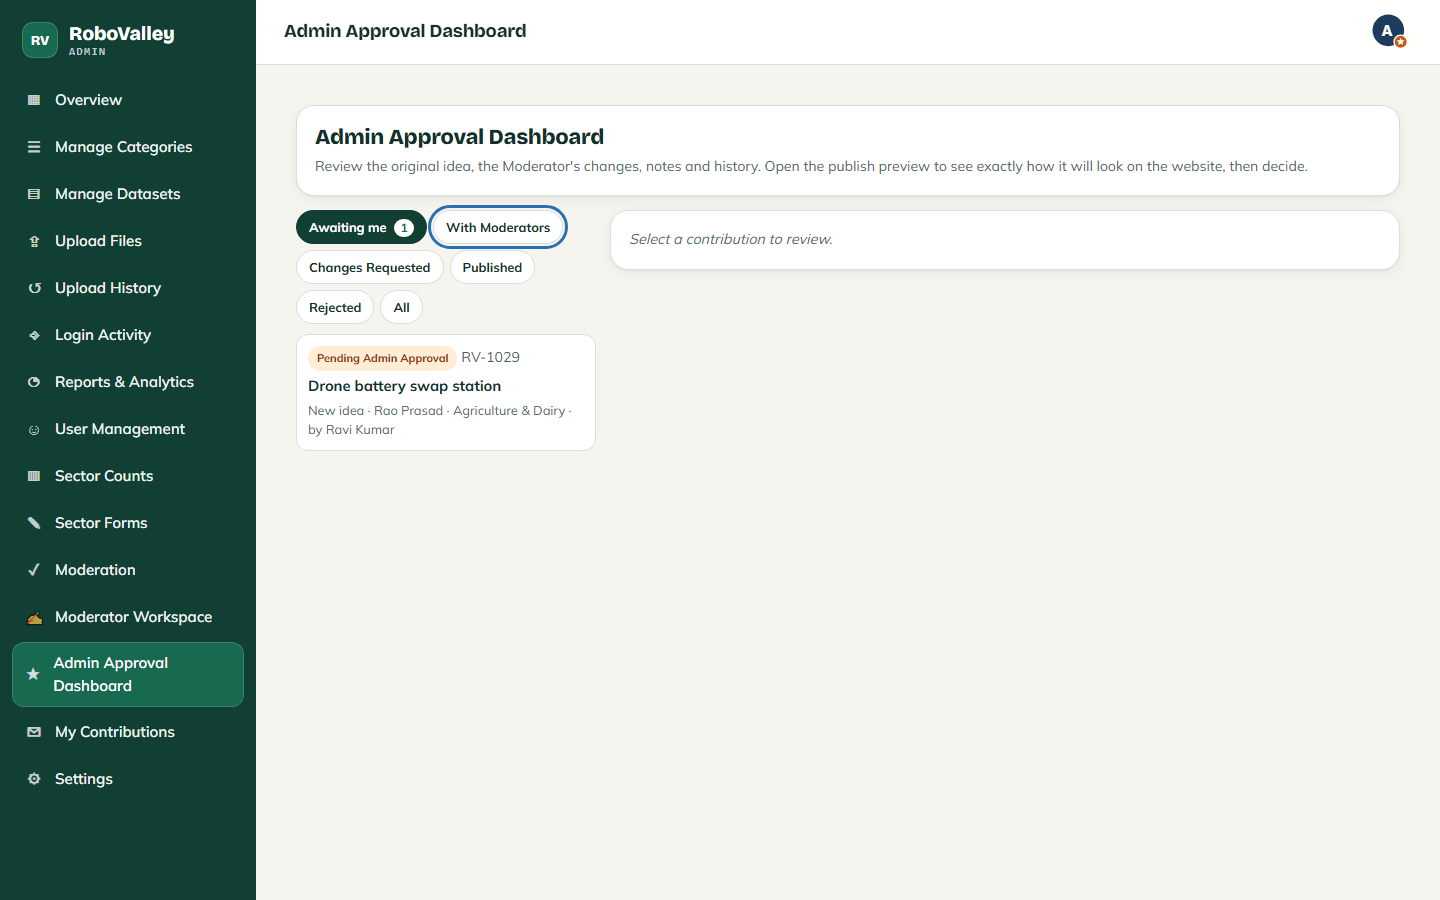 RV
RoboValley
ADMIN
Overview
Manage Categories
Manage Datasets
Upload Files
Upload History
Login Activity
Reports & Analytics
User Management
Sector Counts
Sector Forms
Moderation
Moderator Workspace
Admin Approval
Dashboard
My Contributions
Settings
Admin Approval Dashboard
A
Admin Approval Dashboard
Review the original idea, the Moderator's changes, notes and history. Open the publish preview to see exactly how it will look on the website, then decide.
Awaiting me 1
With Moderators
Changes Requested
Published
Rejected
All
Pending Admin Approval RV-1029
Drone battery swap station
New idea · Rao Prasad · Agriculture & Dairy ·
by Ravi Kumar
Select a contribution to review.